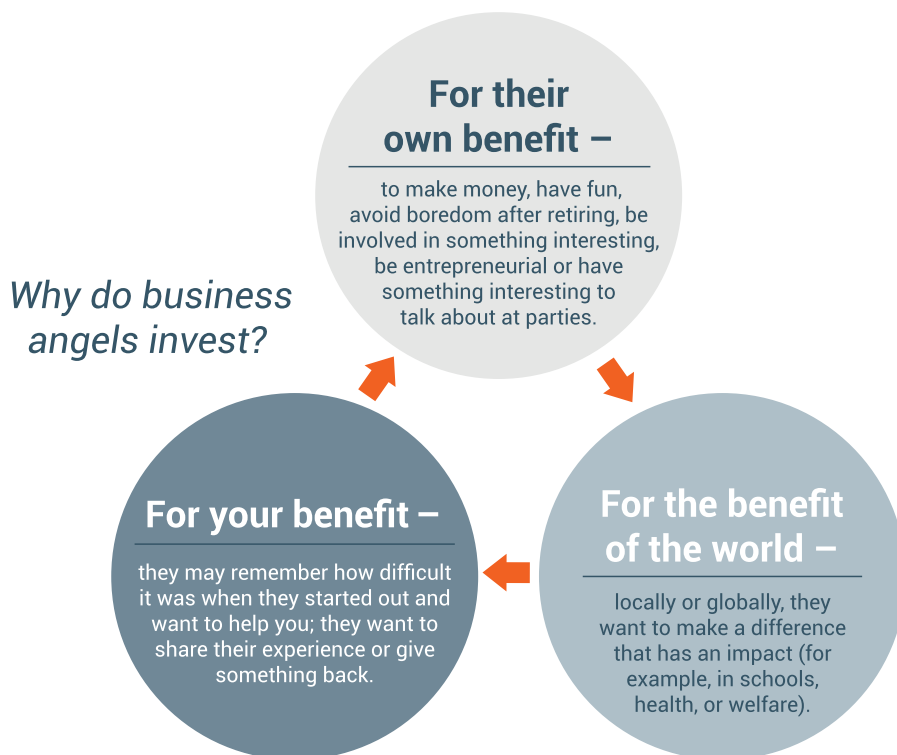 Why do business
angels invest?
For their
own benefit –
to make money, have fun,
avoid boredom after retiring, be
involved in something interesting,
be entrepreneurial or have
something interesting to
talk about at parties.
For the benefit
of the world –
locally or globally, they
want to make a difference
that has an impact (for
example, in schools,
health, or welfare).
For your benefit –
they may remember how difficult
it was when they started out and
want to help you; they want to
share their experience or give
something back.